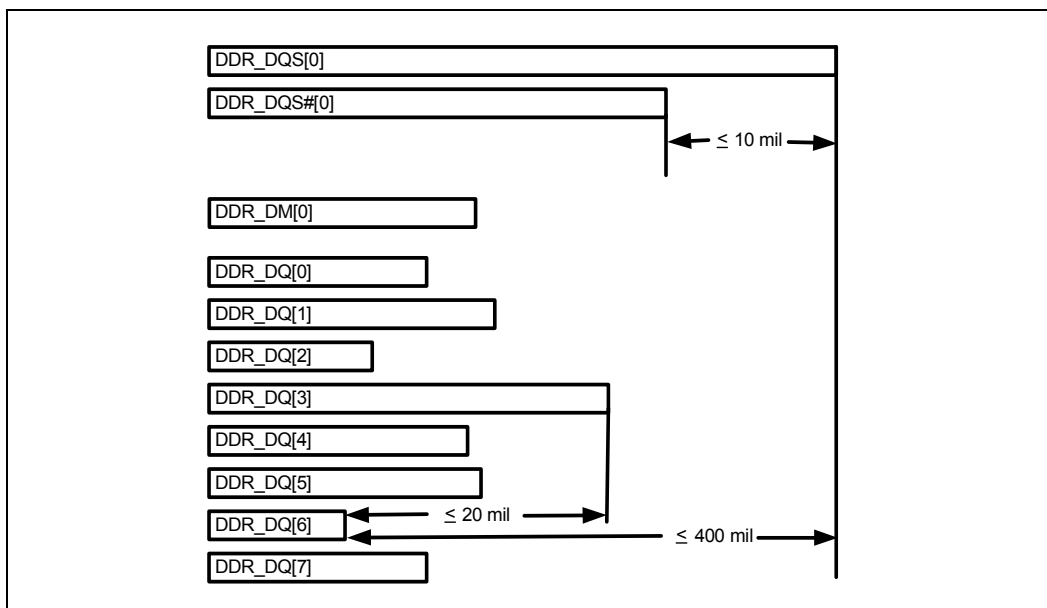 DDR_DQS[0]
DDR_DQS#[0]
≤ 10 mil
DDR_DM[0]
DDR_DQ[0]
DDR_DQ[1]
DDR_DQ[2]
DDR_DQ[3]
DDR_DQ[4]
DDR_DQ[5]
≤ 20 mil
DDR_DQ[6]
≤ 400 mil
DDR_DQ[7]